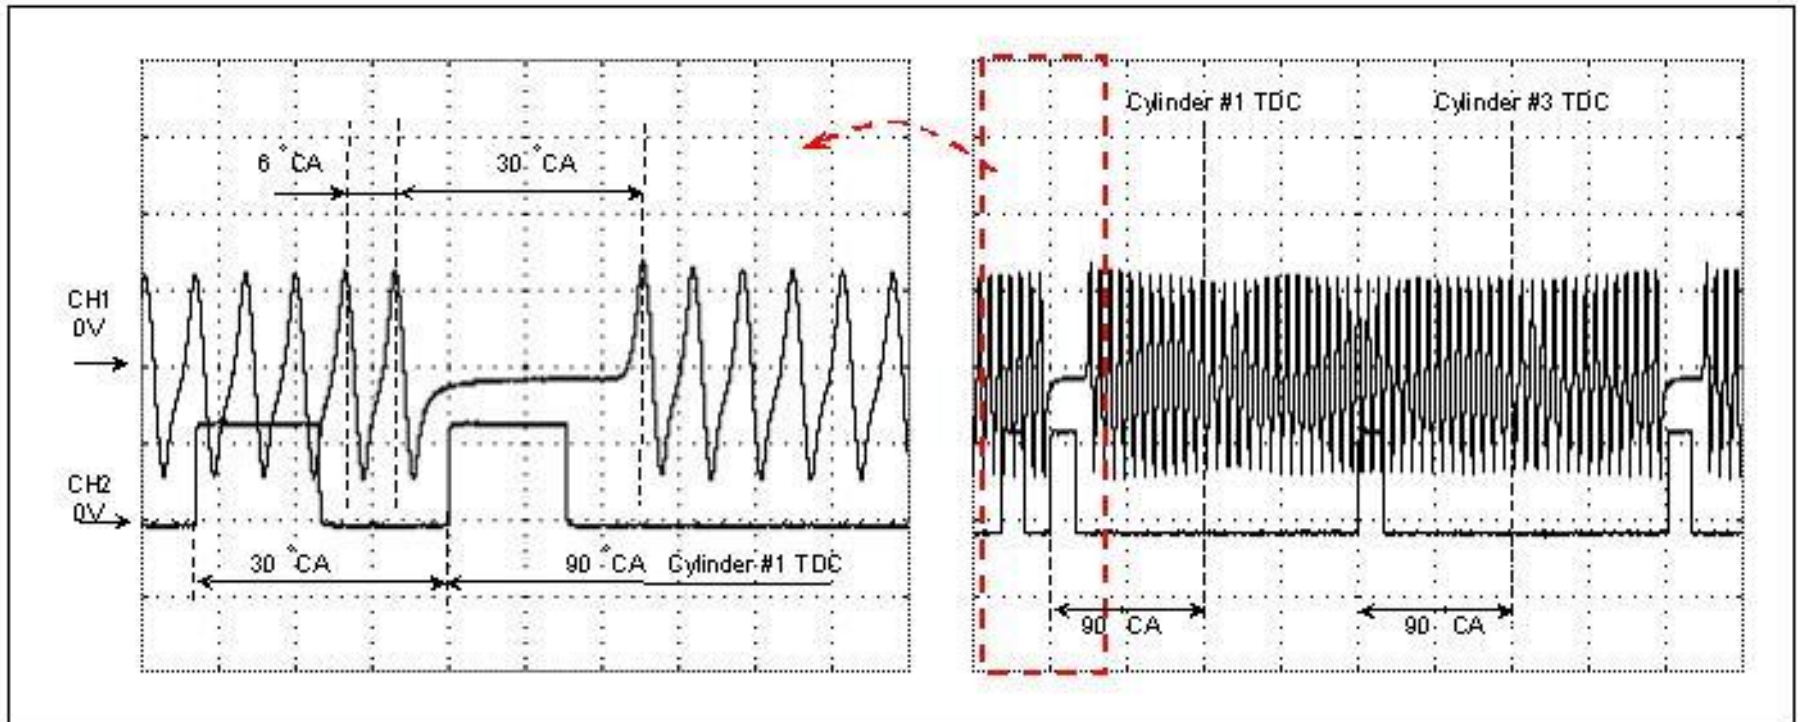 Cylinder #1 TDC
Cylinder #3 TDC
6 °CA
30 °CA
CH1
0V
CH2
0V
30 °CA
90 °CA
Cylinder #1 TDC
90 CA
90 CA